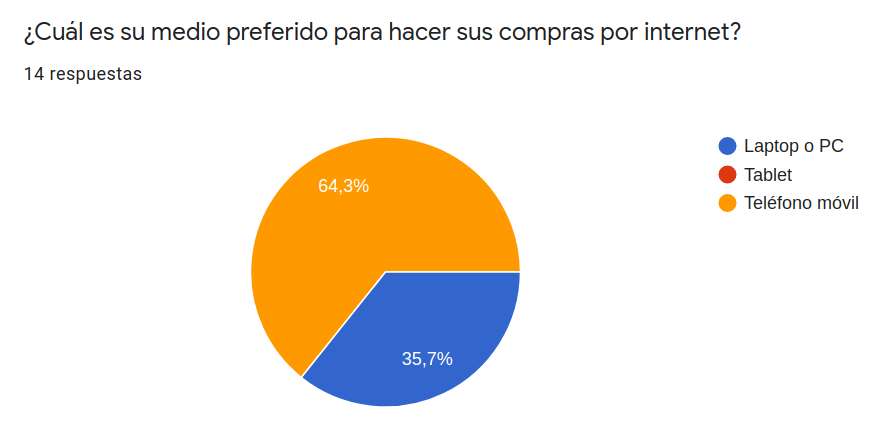 ¿Cuál es su medio preferido para hacer sus compras por internet?
14 respuestas
Laptop o PC
Tablet
Teléfono móvil
64,3%
35,7%